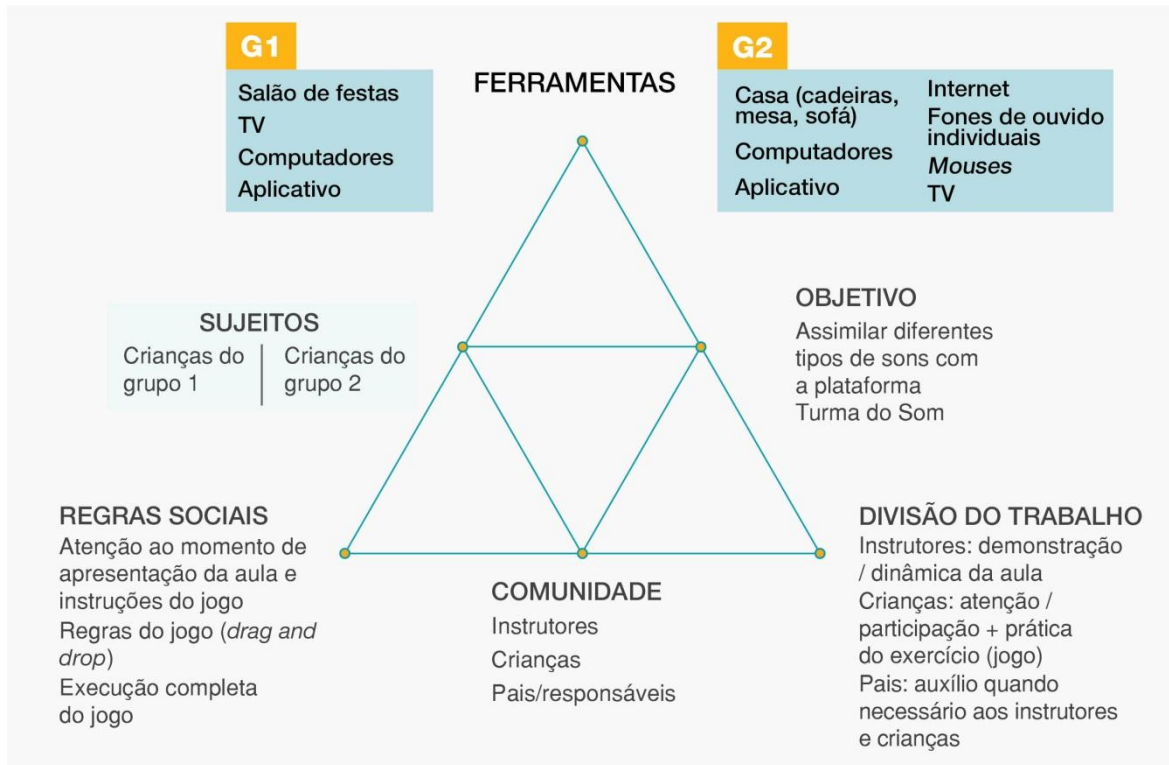 G1
Salão de festas
TV
Computadores
Aplicativo
FERRAMENTAS
G2
Casa (cadeiras,
mesa, sofá)
Computadores
Aplicativo
Internet
Fones de ouvido
individuais
Mouses
TV
SUJEITOS
Crianças do
grupo 1
Crianças do
grupo 2
OBJETIVO
Assimilar diferentes
tipos de sons com
a plataforma
Turma do Som
REGRAS SOCIAIS
Atenção ao momento de
apresentação da aula e
instruções do jogo
Regras do jogo (drag and
drop)
Execução completa
do jogo
COMUNIDADE
Instrutores
Crianças
Pais/responsáveis
DIVISÃO DO TRABALHO
Instrutores: demonstração
/ dinâmica da aula
Crianças: atenção /
participação + prática
do exercício (jogo)
Pais: auxílio quando
necessário aos instrutores
e crianças